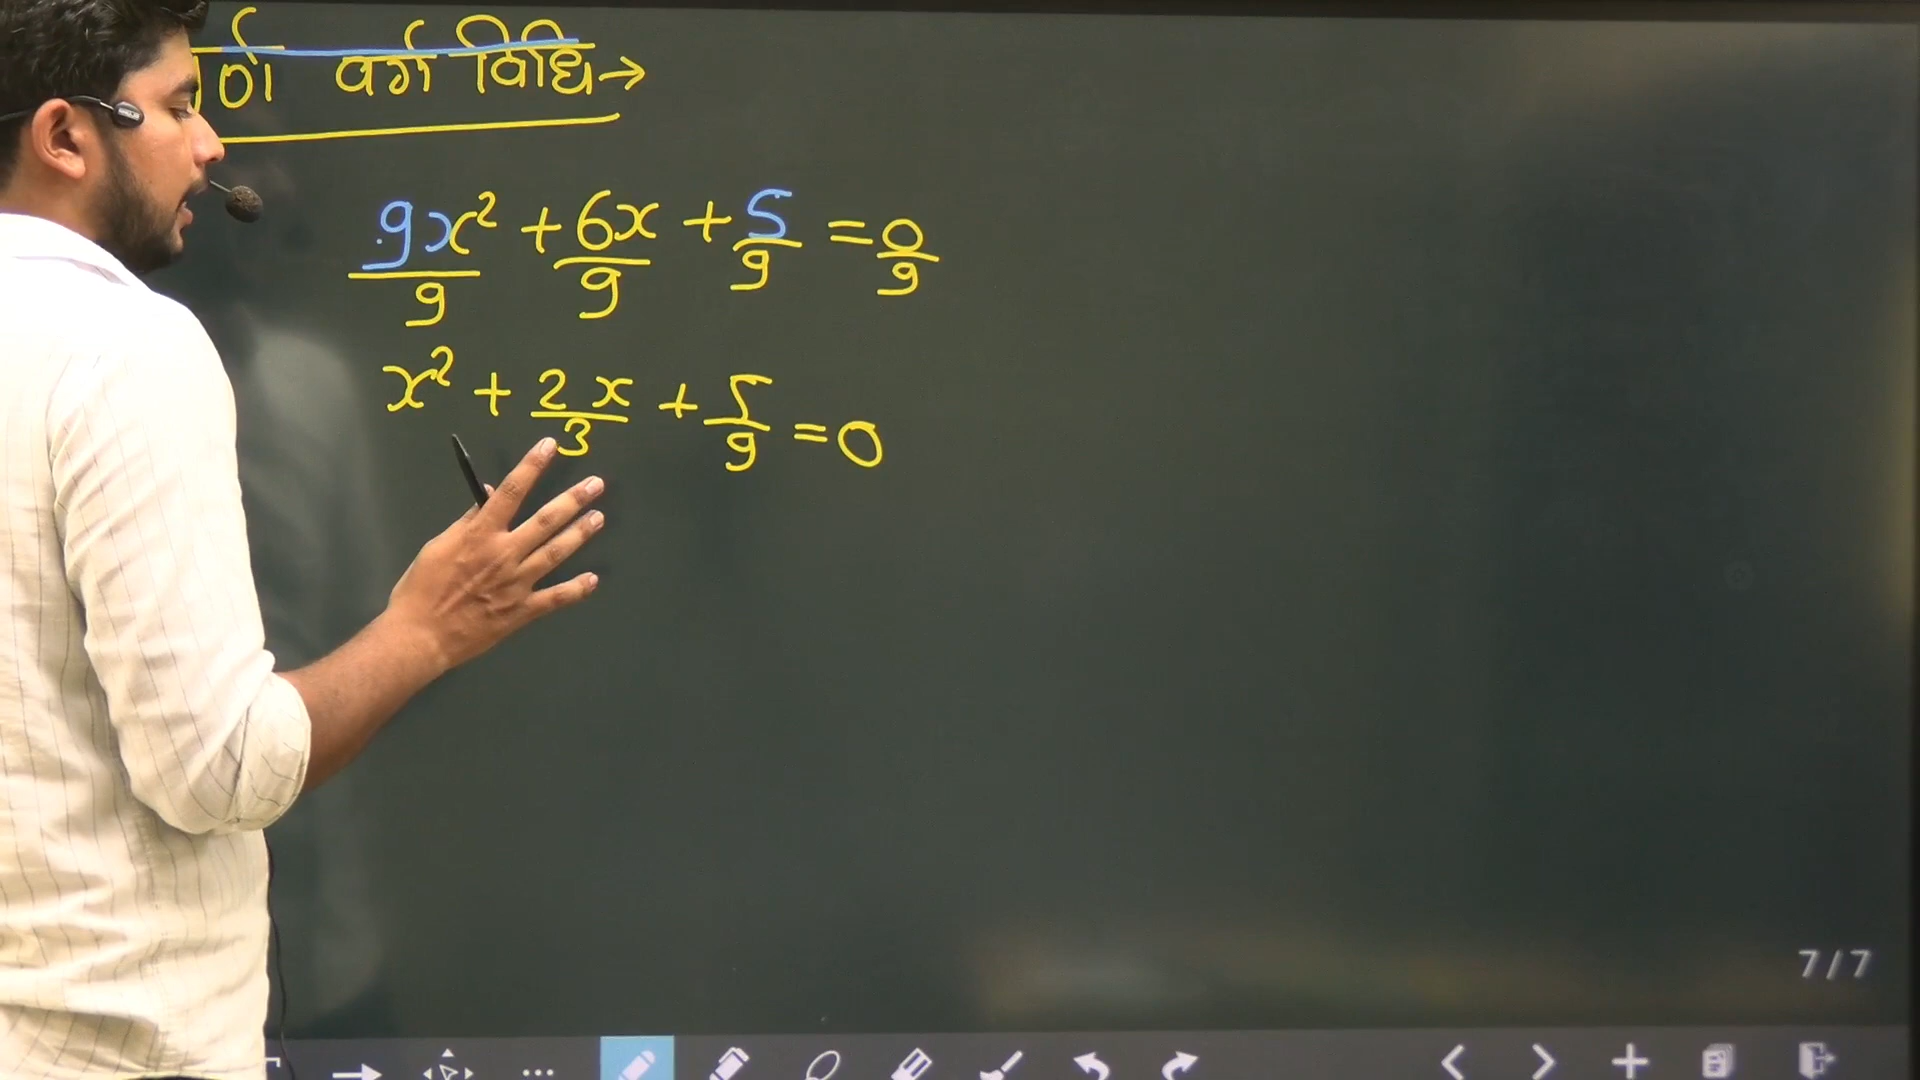 वर्ग विधि→
9x²/9 + 6x/9 + 5/9 = 0/9
x² + 2x/3 + 5/9 = 0
7/7